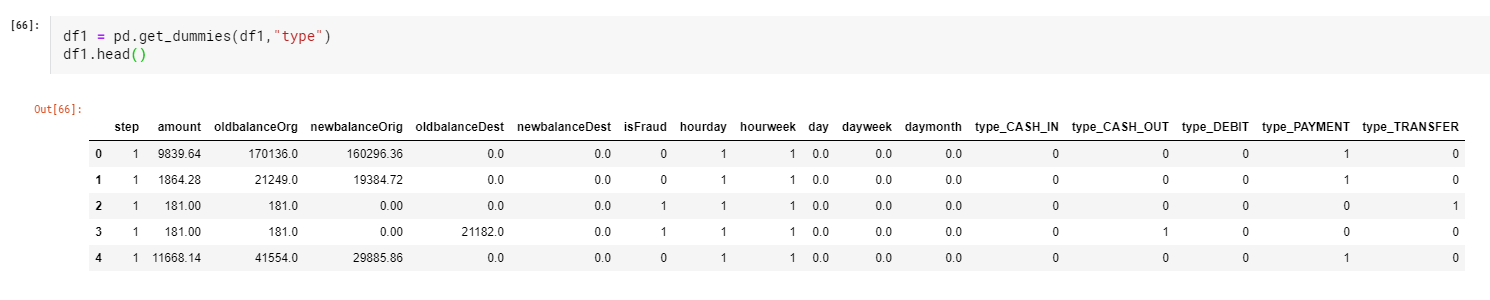 [66]:
df1 = pd.get_dummies(df1,"type")
df1.head()
Out[66]:
step amount oldbalanceOrg newbalanceOrig oldbalanceDest newbalanceDest isFraud hourday hourweek day dayweek daymonth type_CASH_IN type_CASH_OUT type_DEBIT type_PAYMENT type_TRANSFER
0 1 9839.64 170136.0 160296.36 0.0 0.0 0 1 1 0.0 0.0 0.0 0 0 0 1 0
1 1 1864.28 21249.0 19384.72 0.0 0.0 0 1 1 0.0 0.0 0.0 0 0 0 1 0
2 1 181.00 181.0 0.00 0.0 0.0 1 1 1 0.0 0.0 0.0 0 0 0 0 1
3 1 181.00 181.0 0.00 21182.0 0.0 1 1 1 0.0 0.0 0.0 0 1 0 0 0
4 1 11668.14 41554.0 29885.86 0.0 0.0 0 1 1 0.0 0.0 0.0 0 0 0 1 0